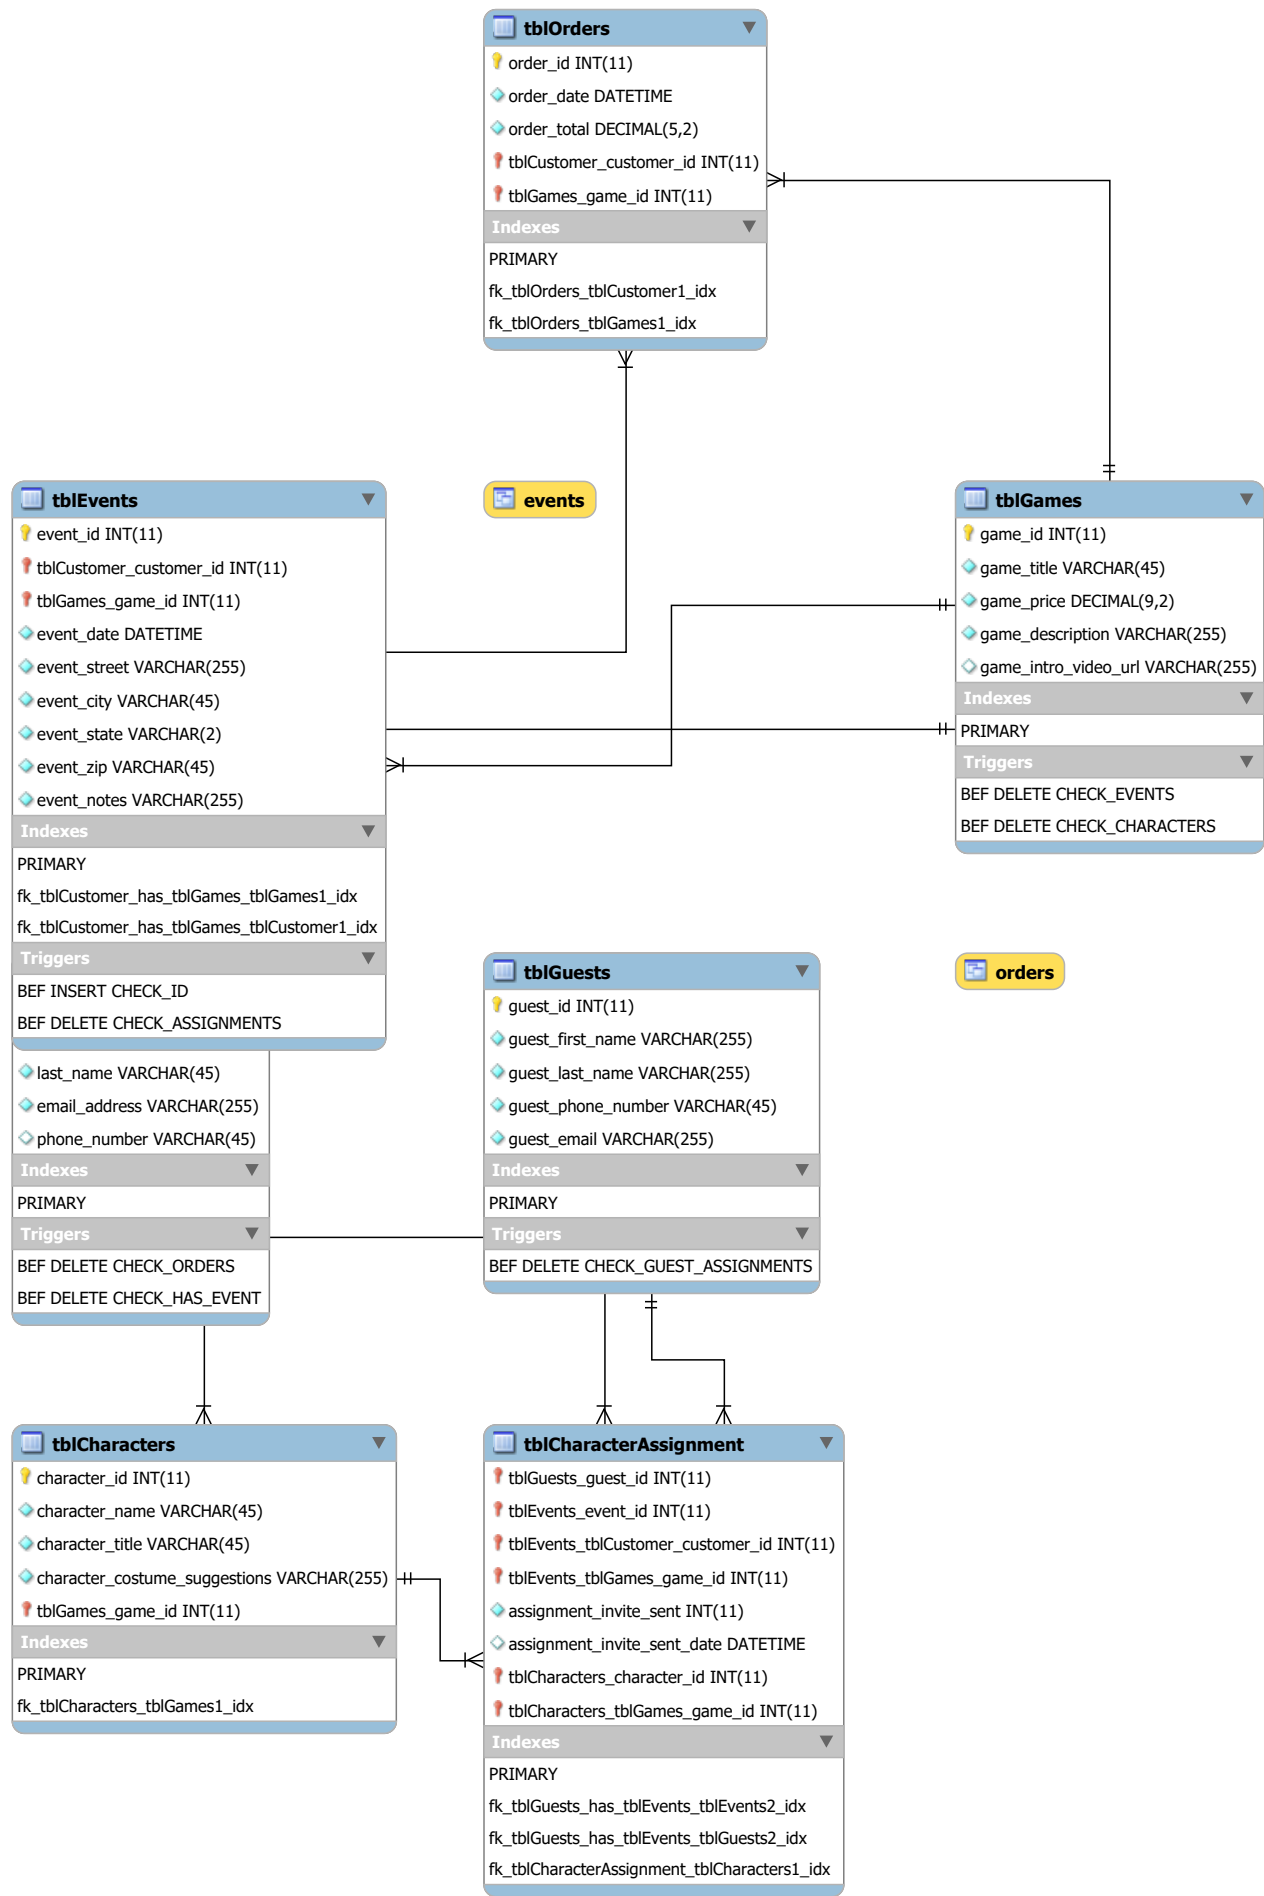 tblOrders
order_id INT(11)
order_date DATETIME
order_total DECIMAL(5,2)
tblCustomer_customer_id INT(11)
tblGames_game_id INT(11)
Indexes
PRIMARY
fk_tblOrders_tblCustomer1_idx
fk_tblOrders_tblGames1_idx
tblEvents
event_id INT(11)
tblCustomer_customer_id INT(11)
tblGames_game_id INT(11)
event_date DATETIME
event_street VARCHAR(255)
event_city VARCHAR(45)
event_state VARCHAR(2)
event_zip VARCHAR(45)
event_notes VARCHAR(255)
Indexes
PRIMARY
fk_tblCustomer_has_tblGames_tblGames1_idx
fk_tblCustomer_has_tblGames_tblCustomer1_idx
Triggers
BEF INSERT CHECK_ID
BEF DELETE CHECK_ASSIGNMENTS
events
tblGames
game_id INT(11)
game_title VARCHAR(45)
game_price DECIMAL(9,2)
game_description VARCHAR(255)
game_intro_video_url VARCHAR(255)
Indexes
PRIMARY
Triggers
BEF DELETE CHECK_EVENTS
BEF DELETE CHECK_CHARACTERS
last_name VARCHAR(45)
email_address VARCHAR(255)
phone_number VARCHAR(45)
Indexes
PRIMARY
Triggers
BEF DELETE CHECK_ORDERS
BEF DELETE CHECK_HAS_EVENT
tblGuests
guest_id INT(11)
guest_first_name VARCHAR(255)
guest_last_name VARCHAR(255)
guest_phone_number VARCHAR(45)
guest_email VARCHAR(255)
Indexes
PRIMARY
Triggers
BEF DELETE CHECK_GUEST_ASSIGNMENTS
orders
tblCharacters
character_id INT(11)
character_name VARCHAR(45)
character_title VARCHAR(45)
character_costume_suggestions VARCHAR(255)
tblGames_game_id INT(11)
Indexes
PRIMARY
fk_tblCharacters_tblGames1_idx
tblCharacterAssignment
tblGuests_guest_id INT(11)
tblEvents_event_id INT(11)
tblEvents_tblCustomer_customer_id INT(11)
tblEvents_tblGames_game_id INT(11)
assignment_invite_sent INT(11)
assignment_invite_sent_date DATETIME
tblCharacters_character_id INT(11)
tblCharacters_tblGames_game_id INT(11)
Indexes
PRIMARY
fk_tblGuests_has_tblEvents_tblEvents2_idx
fk_tblGuests_has_tblEvents_tblGuests2_idx
fk_tblCharacterAssignment_tblCharacters1_idx